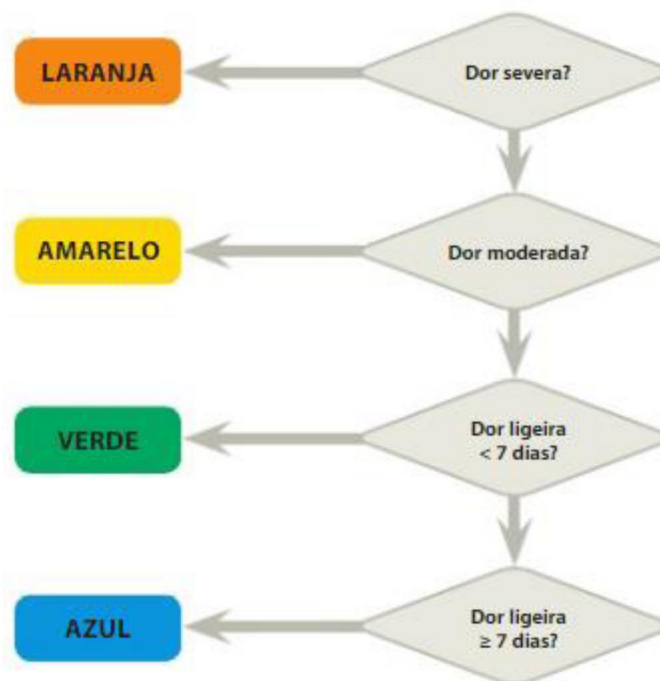 LARANJA
Dor severa?
AMARELO
Dor moderada?
VERDE
Dor ligeira
< 7 dias?
AZUL
Dor ligeira
≥ 7 dias?